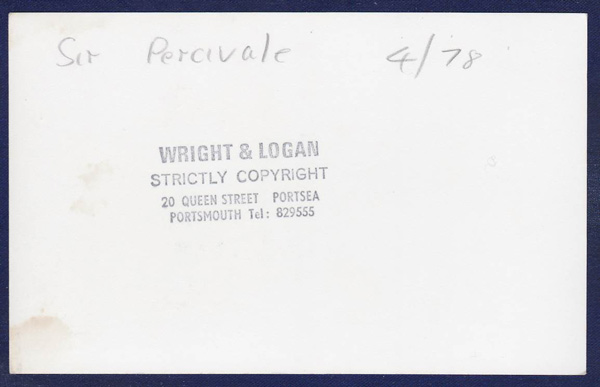 Sir Percivale 4/78
WRIGHT & LOGAN
STRICTLY COPYRIGHT
20 QUEEN STREET PORTSEA
PORTSMOUTH Tel: 829555